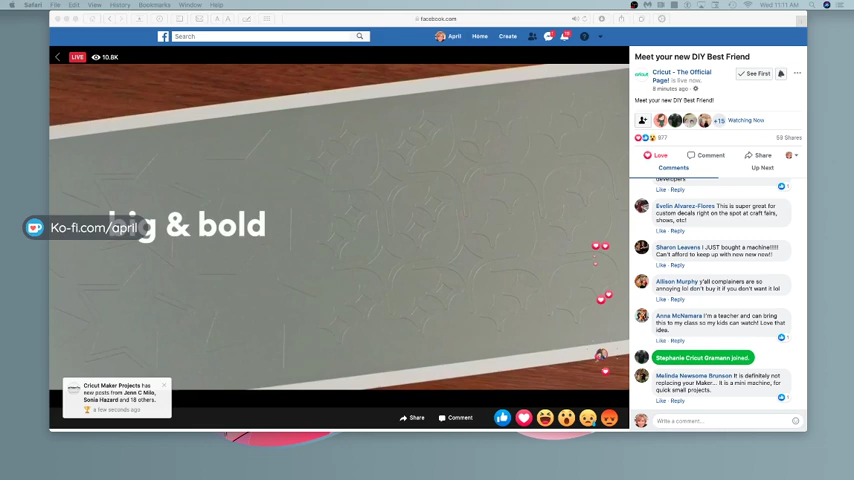 Safari File Edit View History Bookmarks Window Help
Wed 11:11 AM
facebook.com
Search
April Home Create
LIVE 10.8K
big & bold
Ko-fi.com/april
Cricut Maker Projects has
new posts from Jenn C Milo,
Sonia Hazard and 18 others.
a few seconds ago
Share Comment
Meet your new DIY Best Friend
Cricut - The Official
Page! is live now.
8 minutes ago
See First
Meet your new DIY Best Friend!
+15 Watching Now
977
59 Shares
Love Comment Share
Comments Up Next
developers
Like · Reply 1
Evelin Alvarez-Flores This is super great for
custom decals right on the spot at craft fairs,
shows, etc!
Like · Reply
Sharon Leavens I JUST bought a machine!!!!!
Can't afford to keep up with new new new!!
Like · Reply
Allison Murphy y'all complainers are so
annoying lol don't buy it if you don't want it lol
Like · Reply
Anna McNamara I'm a teacher and can bring
this to my class so my kids can watch! Love that
idea.
1
Like · Reply
Stephanie Cricut Gramann joined.
Melinda Newsome Brunson It is definitely not
replacing your Maker... It is a mini machine, for
quick small projects.
1
Like · Reply
Write a comment...